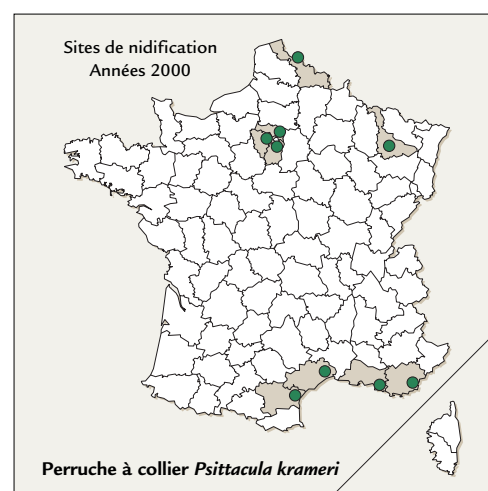 Sites de nidification
Années 2000
Perruche à collier Psittacula krameri